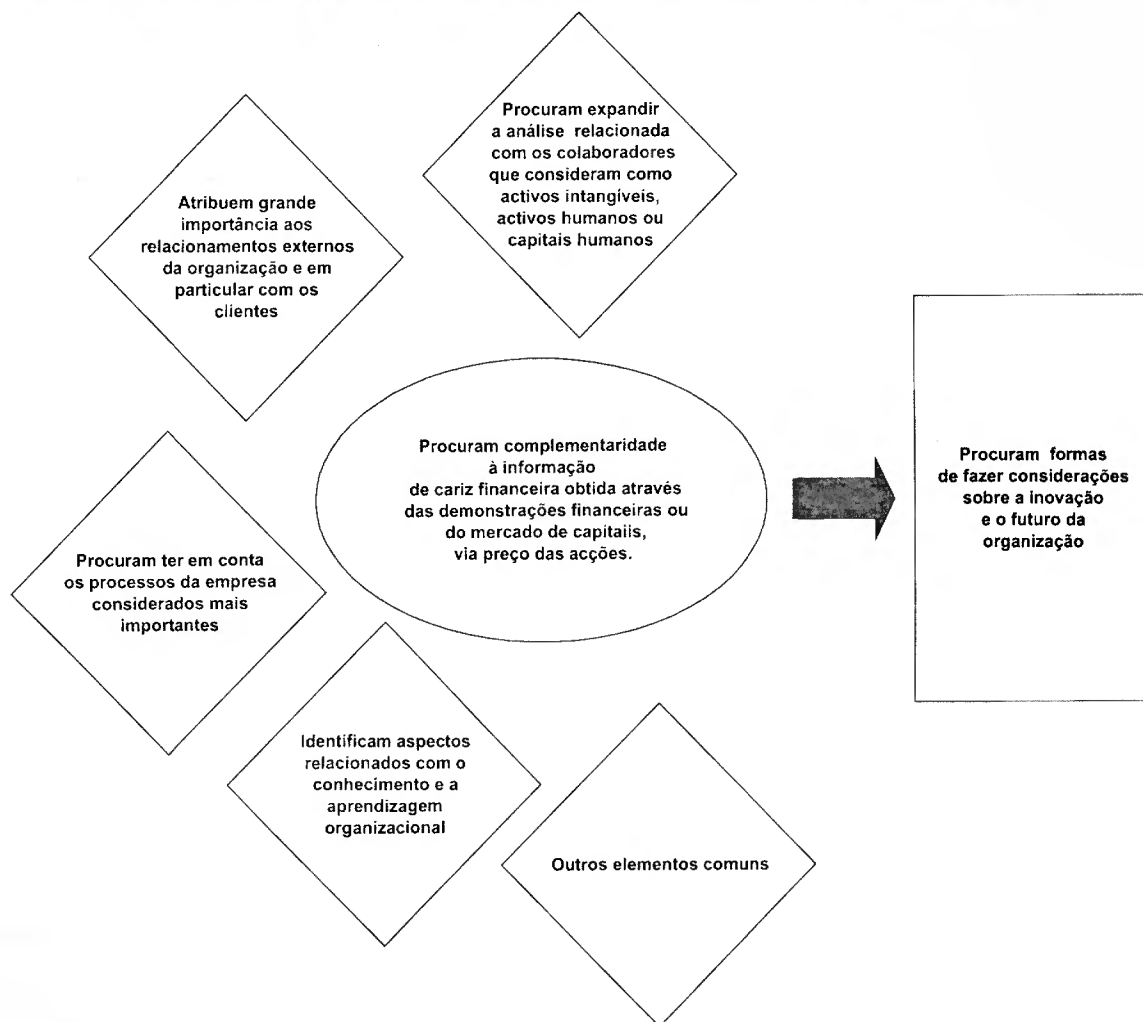 Procuram expandir
a análise relacionada
com os colaboradores
que consideram como
activos intangíveis,
activos humanos ou
capitais humanos
Atribuem grande
importância aos
relacionamentos externos
da organização e em
particular com os
clientes
Procuram complementaridade
à informação
de cariz financeira obtida através
das demonstrações financeiras ou
do mercado de capitaiis,
via preço das acções.
Procuram formas
de fazer considerações
sobre a inovação
e o futuro da
organização
Procuram ter em conta
os processos da empresa
considerados mais
importantes
Identificam aspectos
relacionados com o
conhecimento e a
aprendizagem
organizacional
Outros elementos comuns